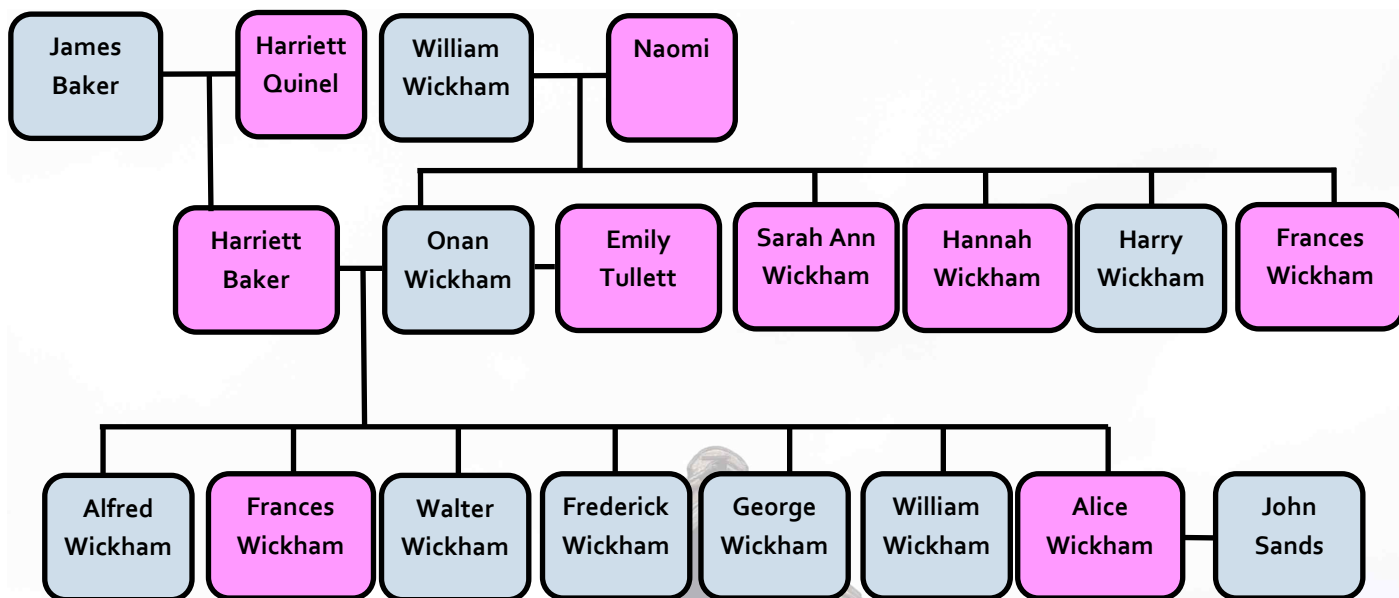 James
Baker
Harriett
Quinel
William
Wickham
Naomi
Harriett
Baker
Onan
Wickham
Emily
Tullett
Sarah Ann
Wickham
Hannah
Wickham
Harry
Wickham
Frances
Wickham
Alfred
Wickham
Frances
Wickham
Walter
Wickham
Frederick
Wickham
George
Wickham
William
Wickham
Alice
Wickham
John
Sands